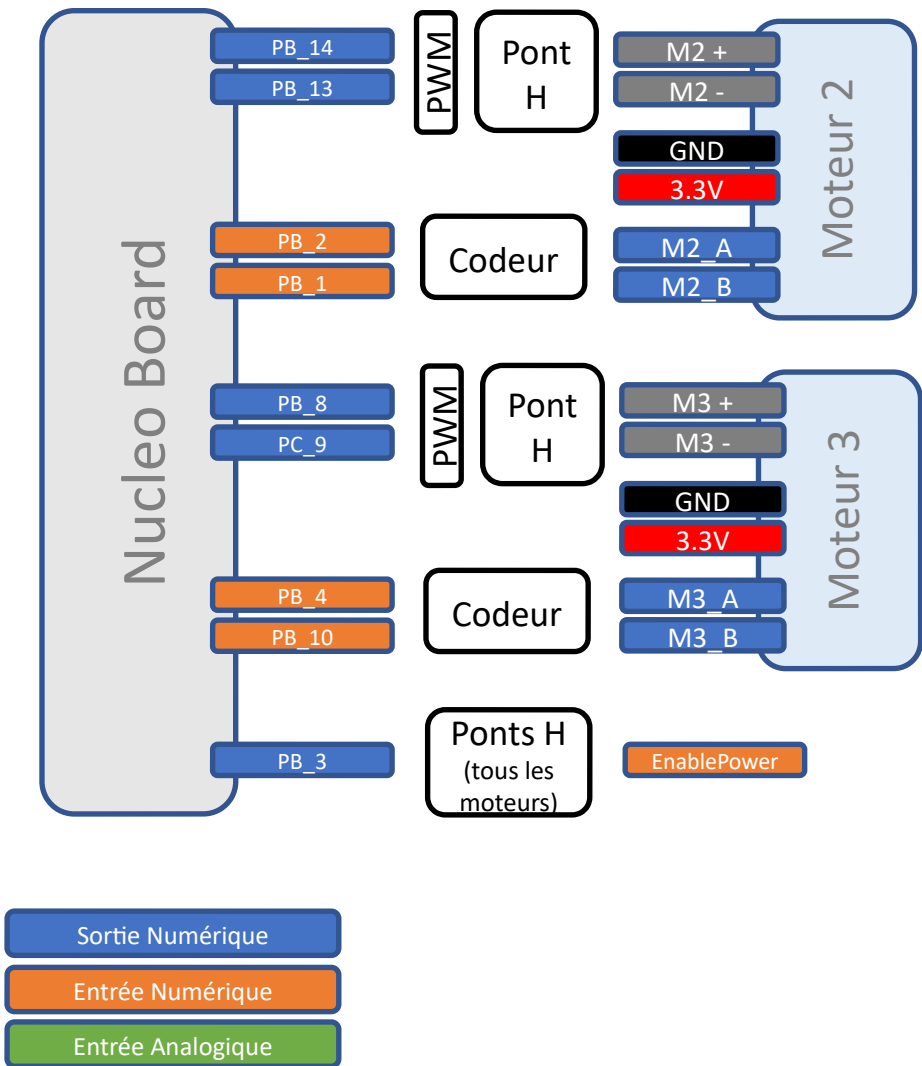 Nucleo Board
PB_14
PB_13
PWM
Pont
H
M2 +
M2 -
GND
3.3V
Moteur 2
PB_2
PB_1
Codeur
M2_A
M2_B
PB_8
PC_9
PWM
Pont
H
M3 +
M3 -
GND
3.3V
Moteur 3
PB_4
PB_10
Codeur
M3_A
M3_B
PB_3
Ponts H
(tous les
moteurs)
EnablePower
Sortie Numérique
Entrée Numérique
Entrée Analogique